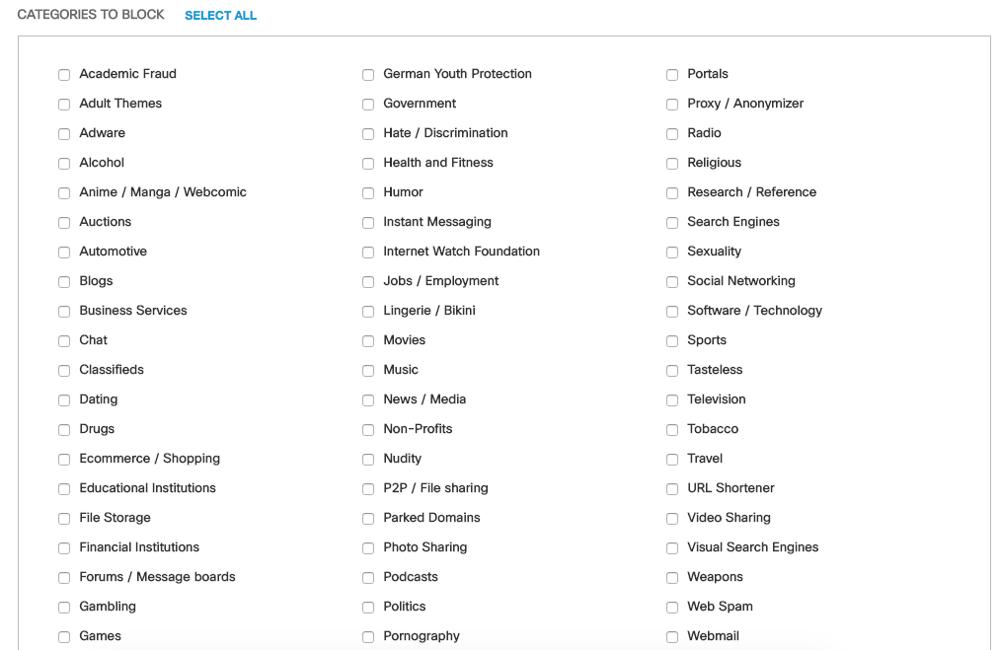 CATEGORIES TO BLOCK SELECT ALL
Academic Fraud
Adult Themes
Adware
Alcohol
Anime / Manga / Webcomic
Auctions
Automotive
Blogs
Business Services
Chat
Classifieds
Dating
Drugs
Ecommerce / Shopping
Educational Institutions
File Storage
Financial Institutions
Forums / Message boards
Gambling
Games
German Youth Protection
Government
Hate / Discrimination
Health and Fitness
Humor
Instant Messaging
Internet Watch Foundation
Jobs / Employment
Lingerie / Bikini
Movies
Music
News / Media
Non-Profits
Nudity
P2P / File sharing
Parked Domains
Photo Sharing
Podcasts
Politics
Pornography
Portals
Proxy / Anonymizer
Radio
Religious
Research / Reference
Search Engines
Sexuality
Social Networking
Software / Technology
Sports
Tasteless
Television
Tobacco
Travel
URL Shortener
Video Sharing
Visual Search Engines
Weapons
Web Spam
Webmail